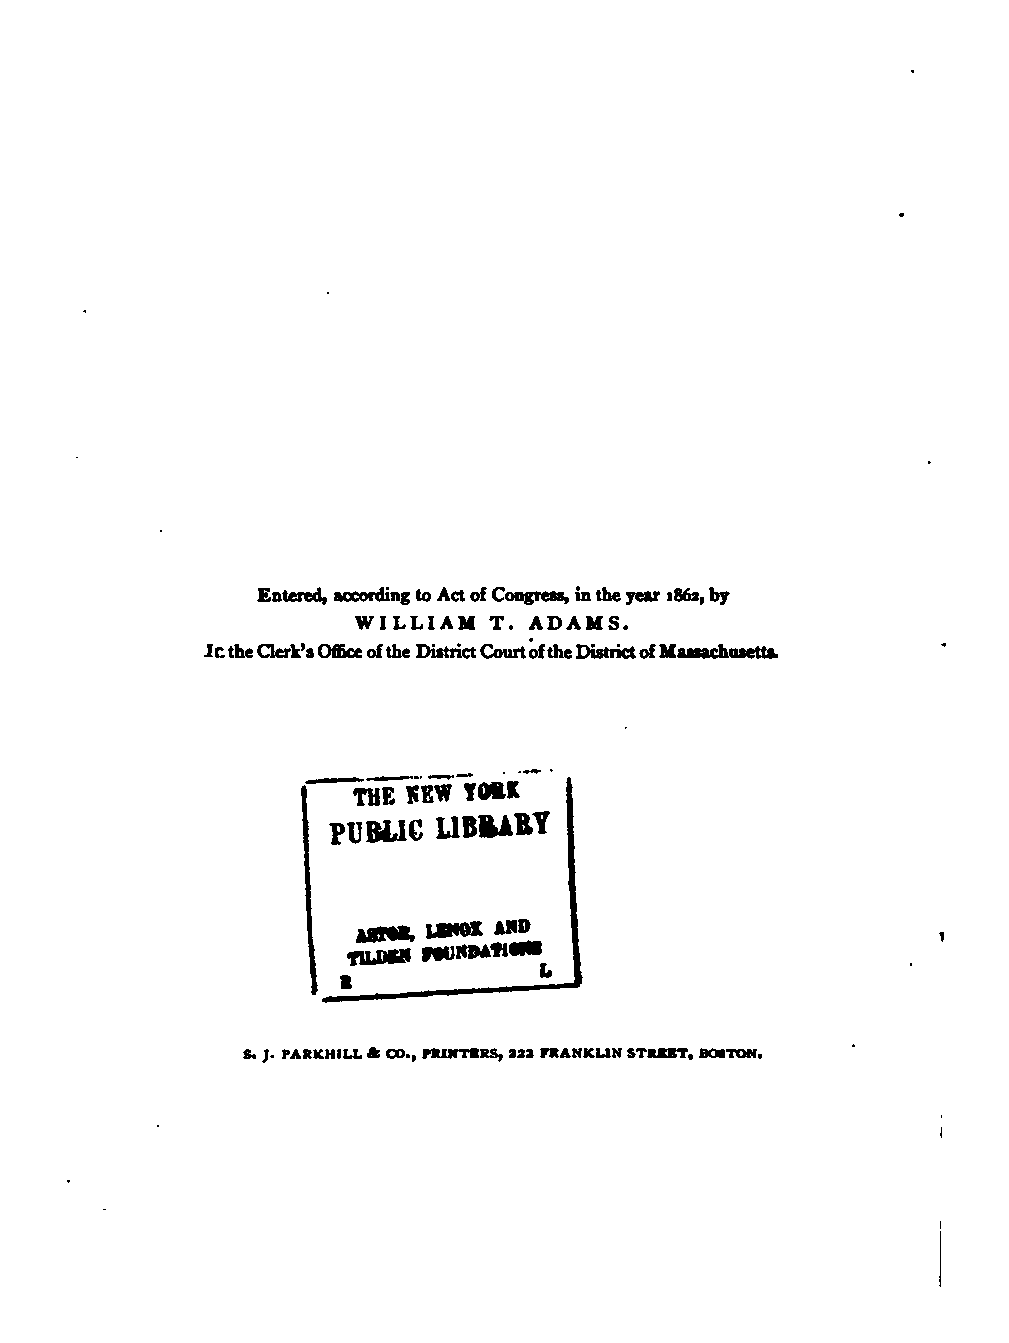 Entered, according to Act of Congress, in the year 1862, by
WILLIAM T. ADAMS.
In the Clerk's Office of the District Court of the District of Massachusetts.
THE NEW YORK
PUBLIC LIBRARY
ASTOR, LENOX AND
TILDEN FOUNDATIONS
R L
S. J. PARKHILL & CO., PRINTERS, 222 FRANKLIN STREET, BOSTON.